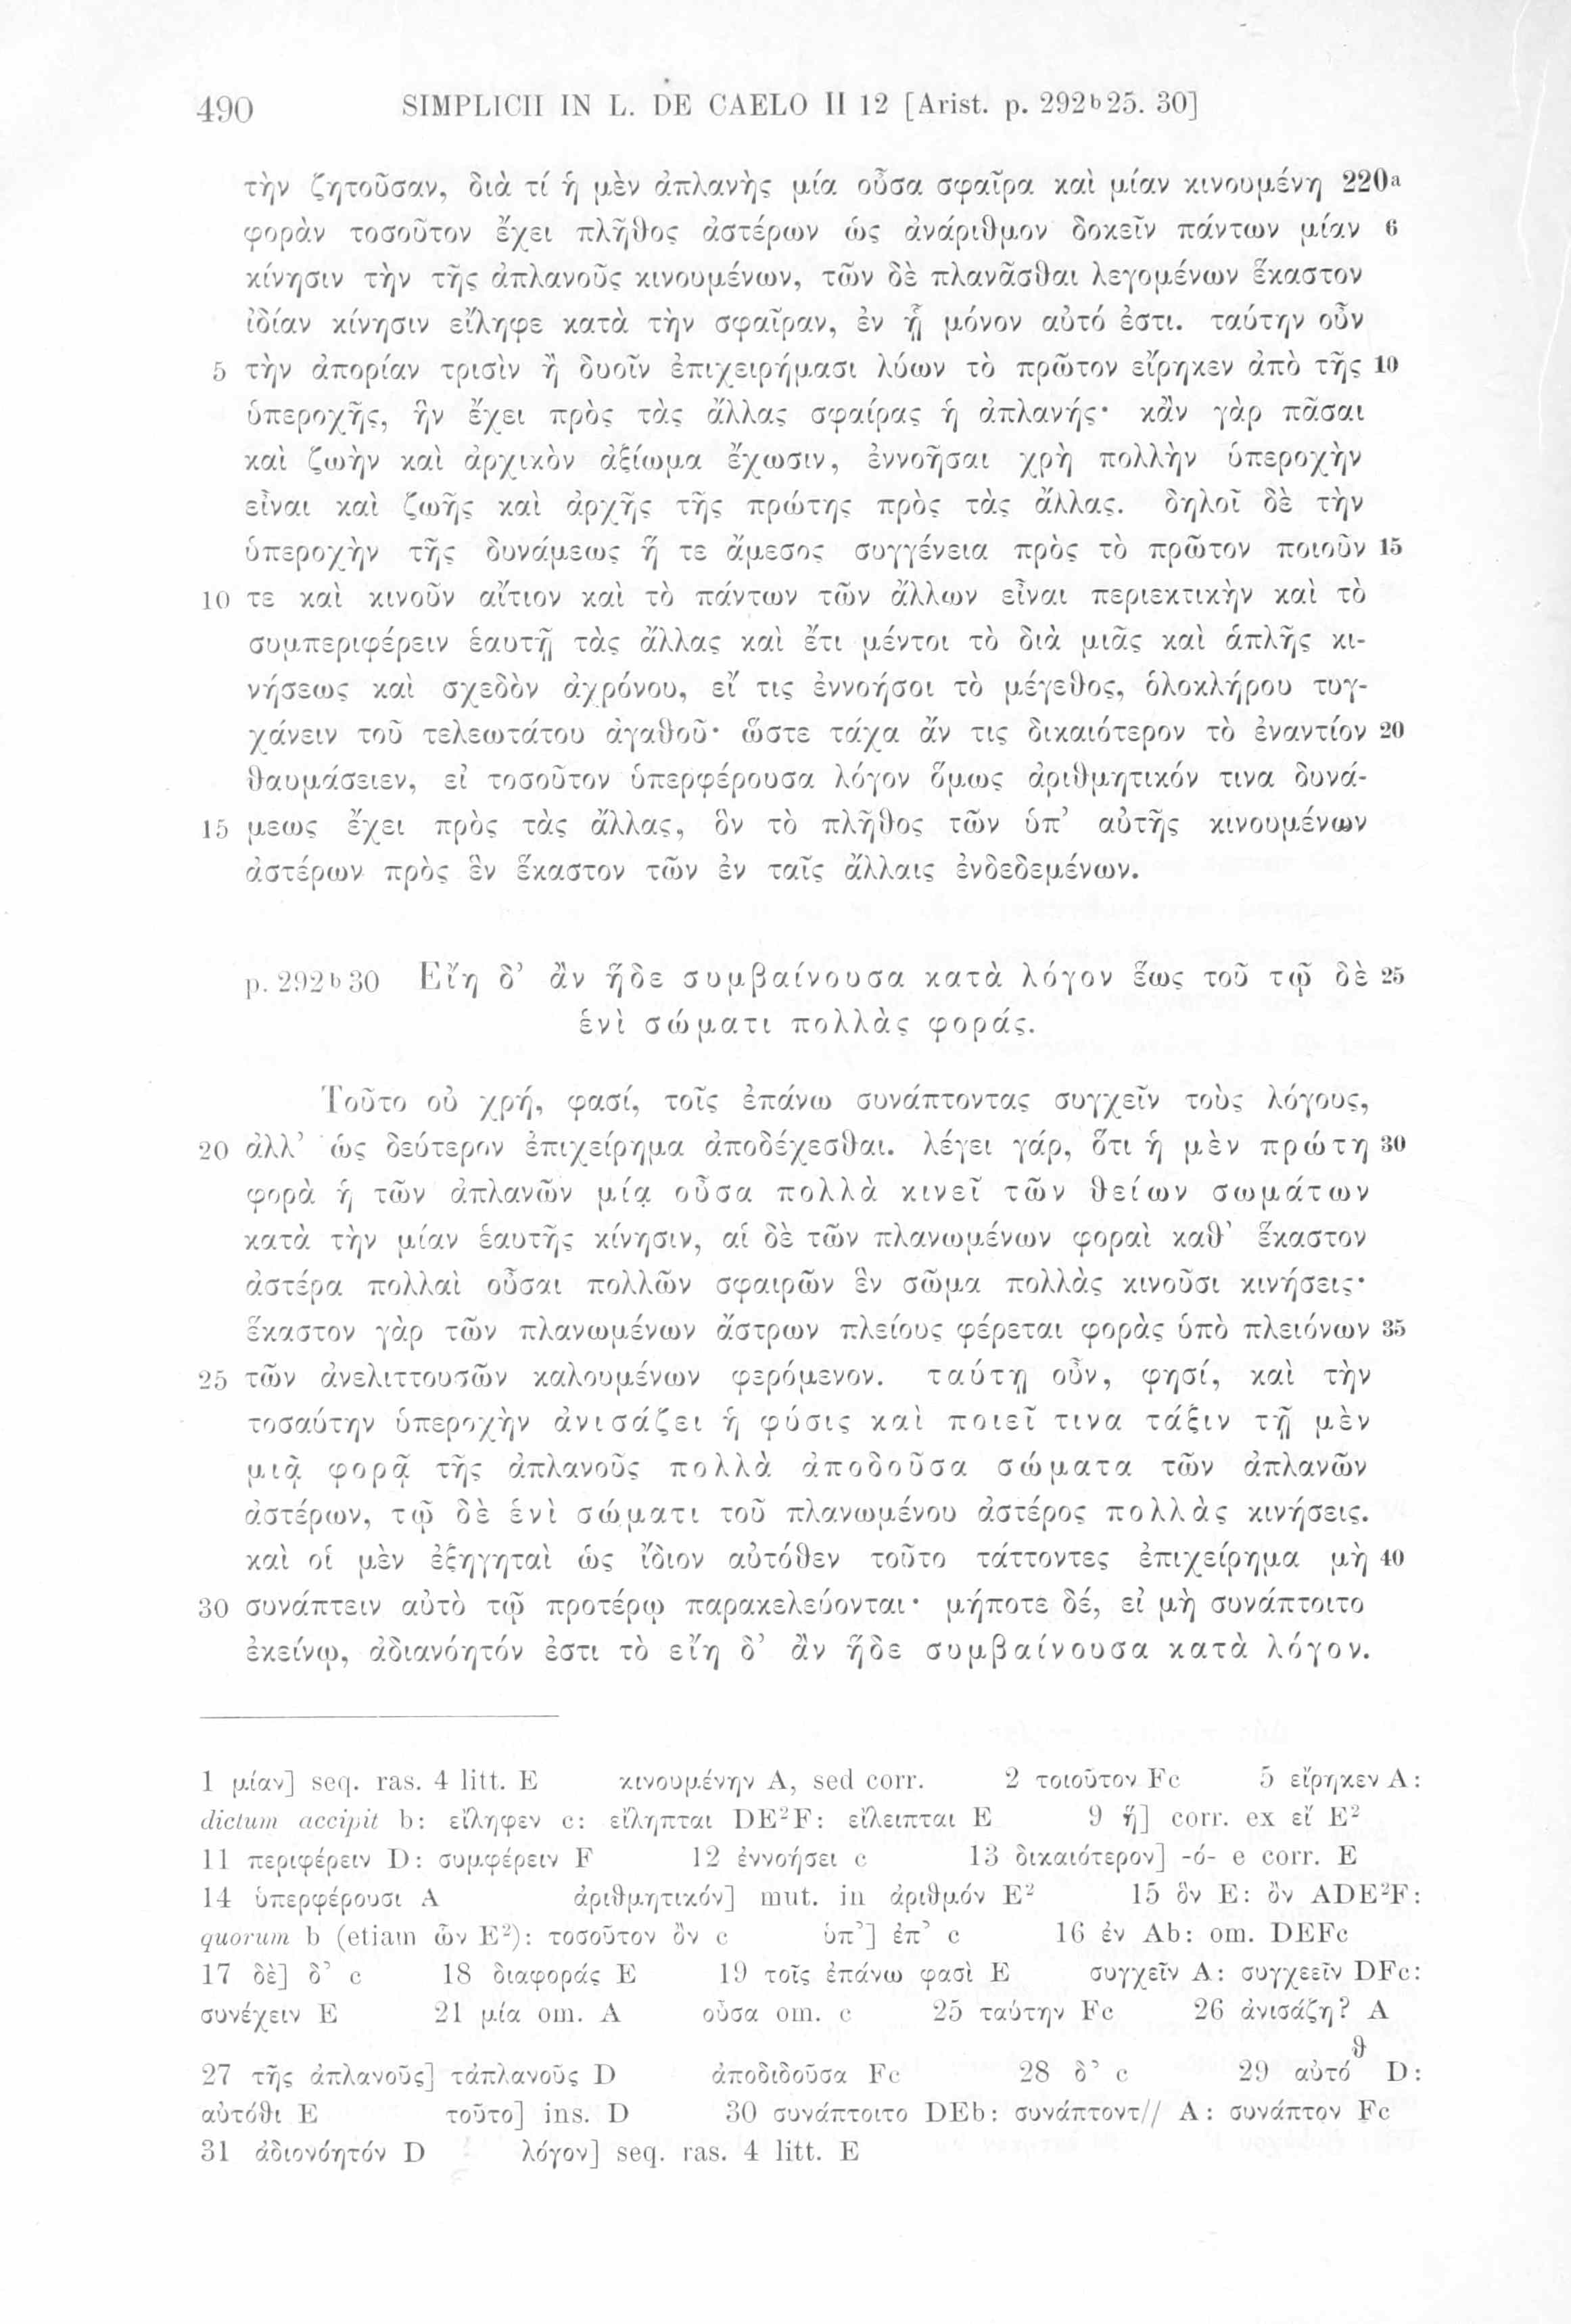 490 SIMPLICII IN L. DE CAELO II 12 [Arist. p. 292ᵇ25. 30]
τὴν ζητοῦσαν, διὰ τί ἡ μὲν ἀπλανὴς μία οὖσα σφαῖρα καὶ μίαν κινουμένη 220ᵃ
φορὰν τοσοῦτον ἔχει πλῆθος ἀστέρων ὡς ἀνάριθμον δοκεῖν πάντων μίαν 6
κίνησιν τὴν τῆς ἀπλανοῦς κινουμένων, τῶν δὲ πλανᾶσθαι λεγομένων ἕκαστον
ἰδίαν κίνησιν εἴληφε κατὰ τὴν σφαῖραν, ἐν ᾗ μόνον αὐτό ἐστι. ταύτην οὖν
5 τὴν ἀπορίαν τρισὶν ἢ δυοῖν ἐπιχειρήμασι λύων τὸ πρῶτον εἴρηκεν ἀπὸ τῆς 10
ὑπεροχῆς, ἣν ἔχει πρὸς τὰς ἄλλας σφαίρας ἡ ἀπλανής· κἂν γὰρ πᾶσαι
καὶ ζωὴν καὶ ἀρχικὸν ἀξίωμα ἔχωσιν, ἐννοῆσαι χρὴ πολλὴν ὑπεροχὴν
εἶναι καὶ ζωῆς καὶ ἀρχῆς τῆς πρώτης πρὸς τὰς ἄλλας. δηλοῖ δὲ τὴν
ὑπεροχὴν τῆς δυνάμεως ἥ τε ἄμεσος συγγένεια πρὸς τὸ πρῶτον ποιοῦν 15
10 τε καὶ κινοῦν αἴτιον καὶ τὸ πάντων τῶν ἄλλων εἶναι περιεκτικὴν καὶ τὸ
συμπεριφέρειν ἑαυτῇ τὰς ἄλλας καὶ ἔτι μέντοι τὸ διὰ μιᾶς καὶ ἁπλῆς κι-
νήσεως καὶ σχεδὸν ἀχρόνου, εἴ τις ἐννοήσοι τὸ μέγεθος, ὁλοκλήρου τυγ-
χάνειν τοῦ τελεωτάτου ἀγαθοῦ· ὥστε τάχα ἄν τις δικαιότερον τὸ ἐναντίον 20
θαυμάσειεν, εἰ τοσοῦτον ὑπερφέρουσα λόγον ὅμως ἀριθμητικόν τινα δυνά-
15 μεως ἔχει πρὸς τὰς ἄλλας, ὃν τὸ πλῆθος τῶν ὑπ’ αὐτῆς κινουμένων
ἀστέρων πρὸς ἓν ἕκαστον τῶν ἐν ταῖς ἄλλαις ἐνδεδεμένων.
p. 292ᵇ30 Εἴη δ’ ἂν ἥδε συμβαίνουσα κατὰ λόγον ἕως τοῦ τῷ δὲ 25
ἑνὶ σώματι πολλὰς φοράς.
Τοῦτο οὐ χρή, φασί, τοῖς ἐπάνω συνάπτοντας συγχεῖν τοὺς λόγους,
20 ἀλλ’ ὡς δεύτερον ἐπιχείρημα ἀποδέχεσθαι. λέγει γάρ, ὅτι ἡ μὲν πρώτη 30
φορὰ ἡ τῶν ἀπλανῶν μία οὖσα πολλὰ κινεῖ τῶν θείων σωμάτων
κατὰ τὴν μίαν ἑαυτῆς κίνησιν, αἱ δὲ τῶν πλανωμένων φοραὶ καθ’ ἕκαστον
ἀστέρα πολλαὶ οὖσαι πολλῶν σφαιρῶν ἓν σῶμα πολλὰς κινοῦσι κινήσεις·
ἕκαστον γὰρ τῶν πλανωμένων ἄστρων πλείους φέρεται φορὰς ὑπὸ πλειόνων 35
25 τῶν ἀνελιττουσῶν καλουμένων φερόμενον. ταύτῃ οὖν, φησί, καὶ τὴν
τοσαύτην ὑπεροχὴν ἀνισάζει ἡ φύσις καὶ ποιεῖ τινα τάξιν τῇ μὲν
μιᾷ φορᾷ τῆς ἀπλανοῦς πολλὰ ἀποδοῦσα σώματα τῶν ἀπλανῶν
ἀστέρων, τῷ δὲ ἑνὶ σώματι τοῦ πλανωμένου ἀστέρος πολλὰς κινήσεις.
καὶ οἱ μὲν ἐξηγηταὶ ὡς ἴδιον αὐτόθεν τοῦτο τάττοντες ἐπιχείρημα μὴ 40
30 συνάπτειν αὐτὸ τῷ προτέρῳ παρακελεύονται· μήποτε δέ, εἰ μὴ συνάπτοιτο
ἐκείνῳ, ἀδιανόητόν ἐστι τὸ εἴη δ’ ἂν ἥδε συμβαίνουσα κατὰ λόγον.
1 μίαν] seq. ras. 4 litt. E κινουμένην A, sed corr. 2 τοιοῦτον Fc 5 εἴρηκεν A:
dictum accipit b: εἴληφεν c: εἴληπται DE²F: εἴλειπται E 9 ἥ] corr. ex εἴ E²
11 περιφέρειν D: συμφέρειν F 12 ἐννοήσει c 13 δικαιότερον] -ό- e corr. E
14 ὑπερφέρουσι A ἀριθμητικόν] mut. in ἀριθμόν E² 15 ὃν E: ὂν ADE²F:
quorum b (etiam ὧν E²): τοσοῦτον ὂν c ὑπ’] ἐπ’ c 16 ἐν Ab: om. DEFc
17 δὲ] δ’ c 18 διαφοράς E 19 τοῖς ἐπάνω φασὶ E συγχεῖν A: συγχεεῖν DFc:
συνέχειν E 21 μία om. A οὖσα om. c 25 ταύτην Fc 26 ἀνισάζη? A
27 τῆς ἀπλανοῦς] τἀπλανοῦς D ἀποδιδοῦσα Fc 28 δ’ c 29 αὐτόᶿ D:
αὐτόθι E τοῦτο] ins. D 30 συνάπτοιτο DEb: συνάπτοντ// A: συνάπτον Fc
31 ἀδιονόητόν D λόγον] seq. ras. 4 litt. E